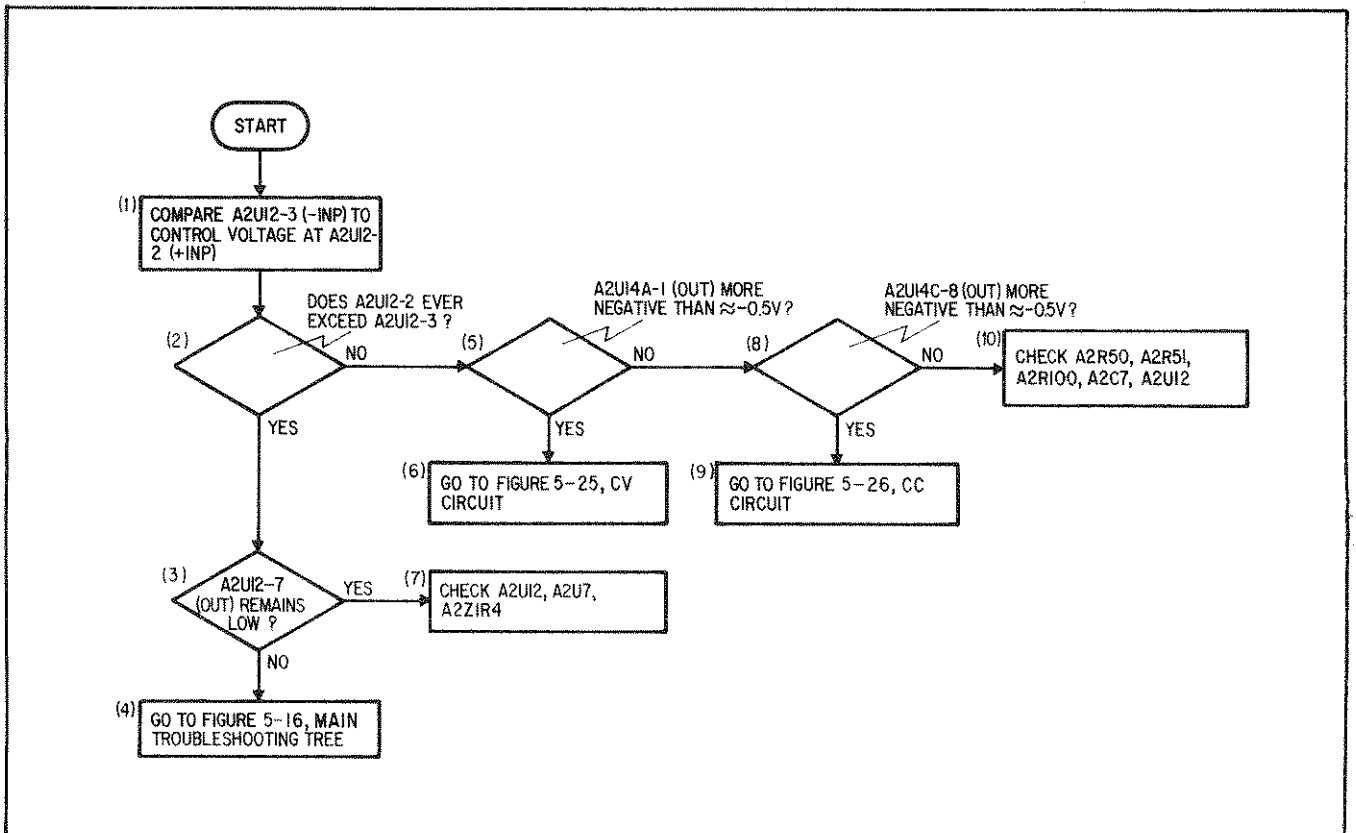 START
(1)
COMPARE A2U12-3 (-INP) TO
CONTROL VOLTAGE AT A2U12-
2 (+INP)
DOES A2U12-2 EVER
EXCEED A2U12-3 ?
(2)
NO
YES
A2U14A-1 (OUT) MORE
NEGATIVE THAN ≈-0.5V ?
(5)
NO
YES
A2U14C-8 (OUT) MORE
NEGATIVE THAN ≈-0.5V ?
(8)
NO
YES
(10)
CHECK A2R50, A2R51,
A2R100, A2C7, A2U12
(6)
GO TO FIGURE 5-25, CV
CIRCUIT
(9)
GO TO FIGURE 5-26, CC
CIRCUIT
(3)
A2U12-7
(OUT) REMAINS
LOW ?
YES
NO
(7)
CHECK A2U12, A2U7,
A2Z1R4
(4)
GO TO FIGURE 5-16, MAIN
TROUBLESHOOTING TREE